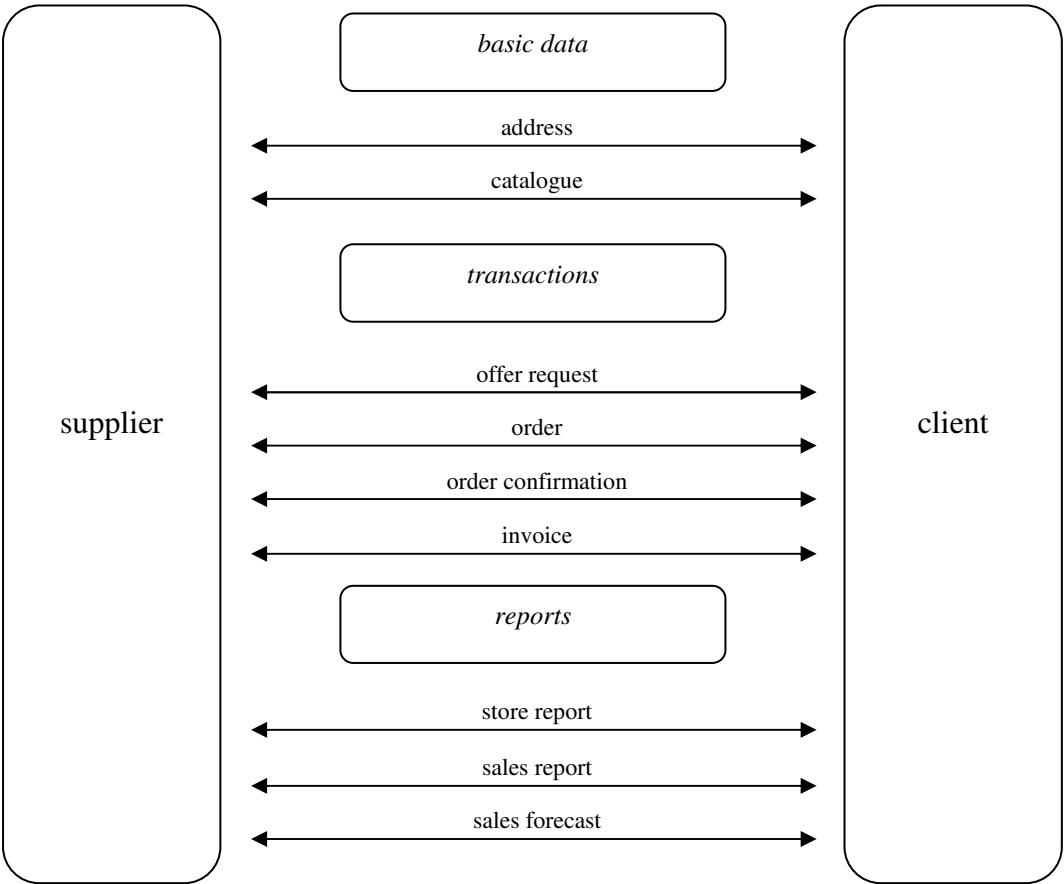 basic data
address
catalogue
transactions
offer request
supplier
client
order
order confirmation
invoice
reports
store report
sales report
sales forecast